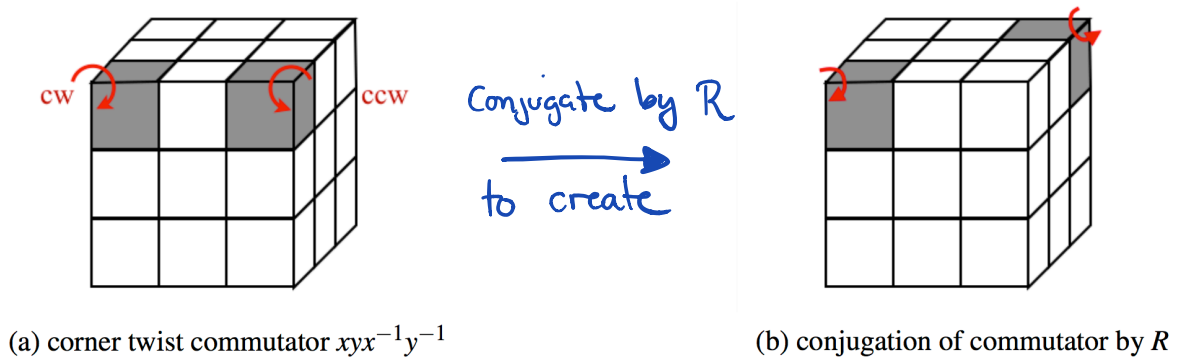 cw
ccw
Conjugate by R
to create
(a) corner twist commutator xyx⁻¹y⁻¹
(b) conjugation of commutator by R